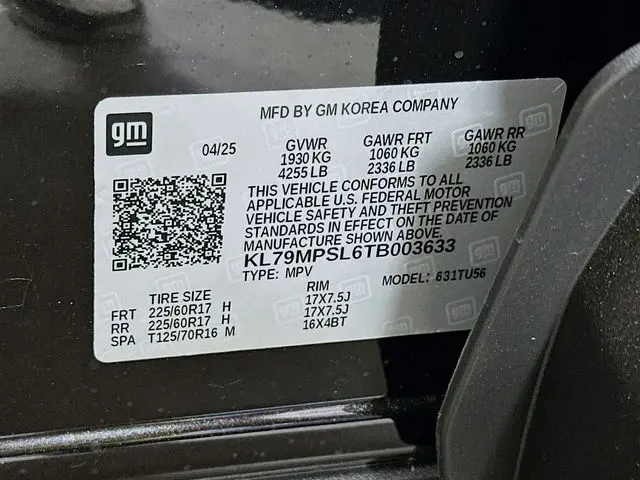 MFD BY GM KOREA COMPANY
gm
04/25 GVWR GAWR FRT GAWR RR
1930 KG 1060 KG 1060 KG
4255 LB 2336 LB 2336 LB
THIS VEHICLE CONFORMS TO ALL
APPLICABLE U.S. FEDERAL MOTOR
VEHICLE SAFETY AND THEFT PREVENTION
STANDARDS IN EFFECT ON THE DATE OF
MANUFACTURE SHOWN ABOVE.
KL79MPSL6TB003633
TYPE: MPV MODEL: 631TU56
TIRE SIZE RIM
FRT 225/60R17 H 17X7.5J
RR 225/60R17 H 17X7.5J
SPA T125/70R16 M 16X4BT